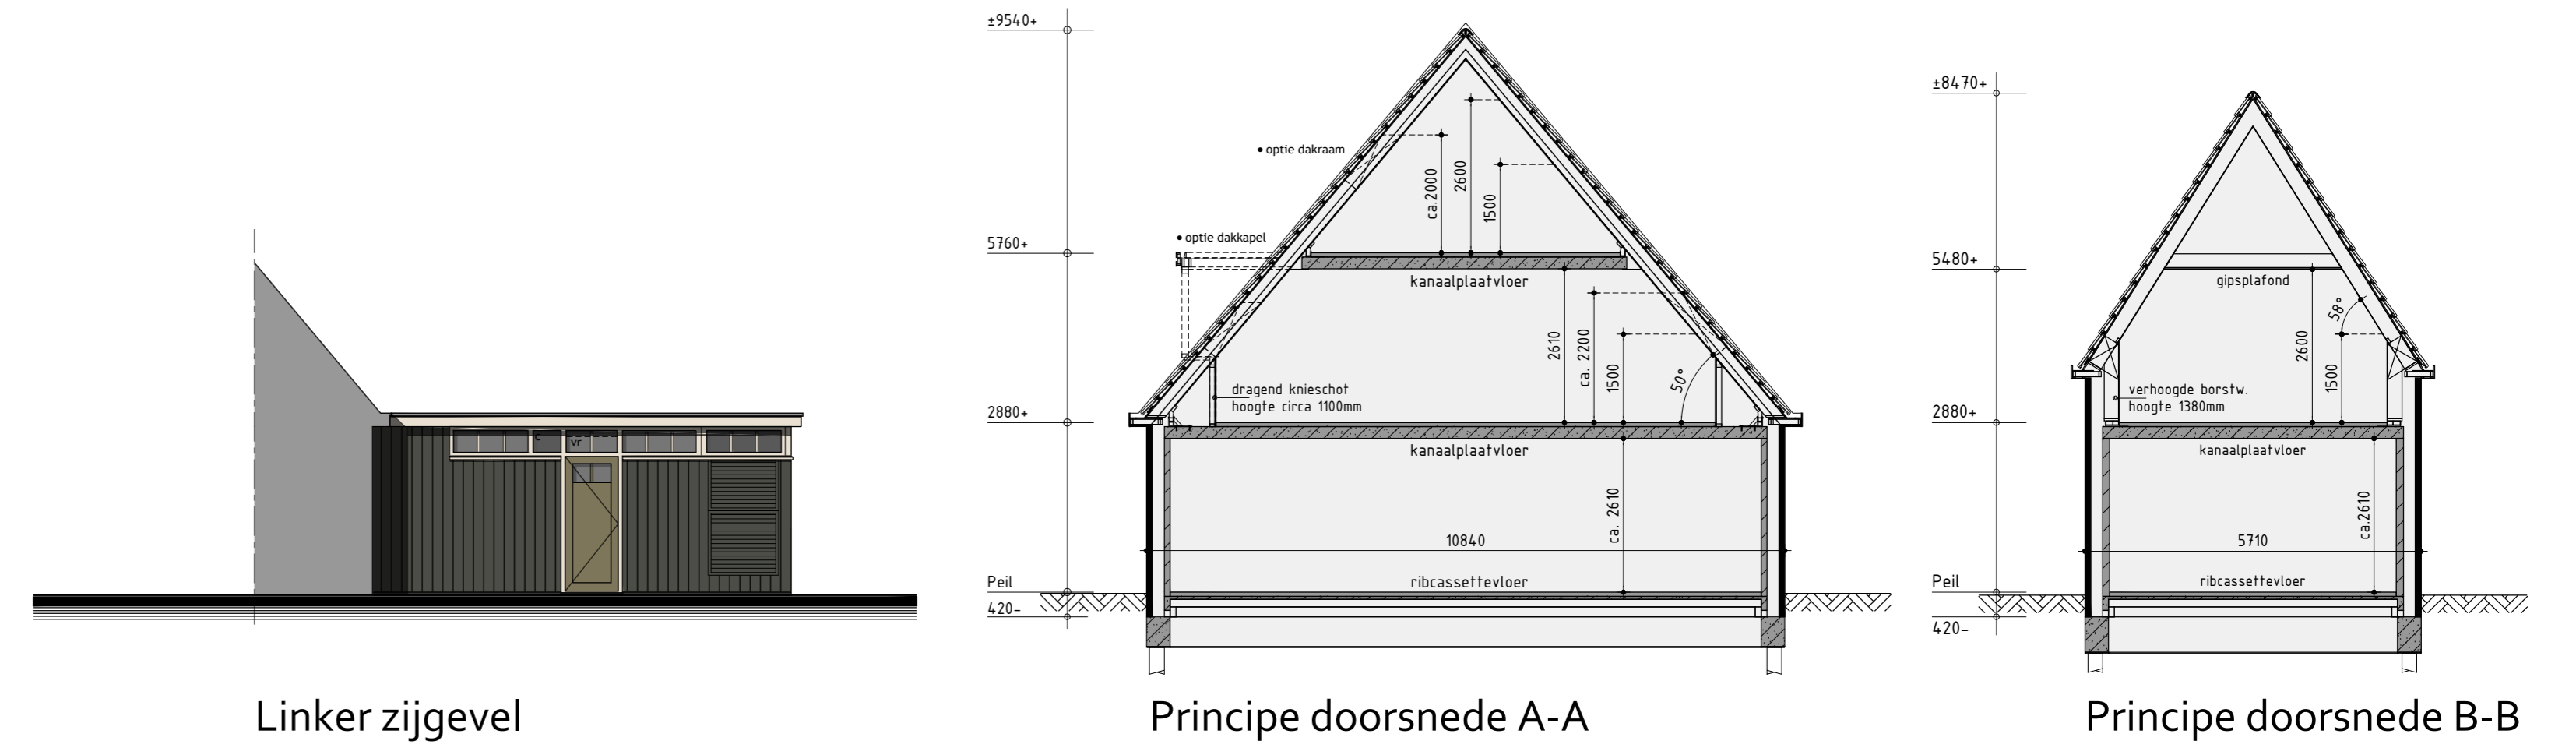 c
vr
Linker zijgevel
±9540+
5760+
2880+
Peil
420-
• optie dakraam
• optie dakkapel
ca.2000
2600
1500
kanaalplaatvloer
2610
ca. 2200
1500
50°
dragend knieschot
hoogte circa 1100mm
kanaalplaatvloer
ca. 2610
10840
ribcassettevloer
Principe doorsnede A-A
±8470+
5480+
2880+
Peil
420-
gipsplafond
58°
2600
1500
verhoogde borstw.
hoogte 1380mm
kanaalplaatvloer
ca.2610
5710
ribcassettevloer
Principe doorsnede B-B